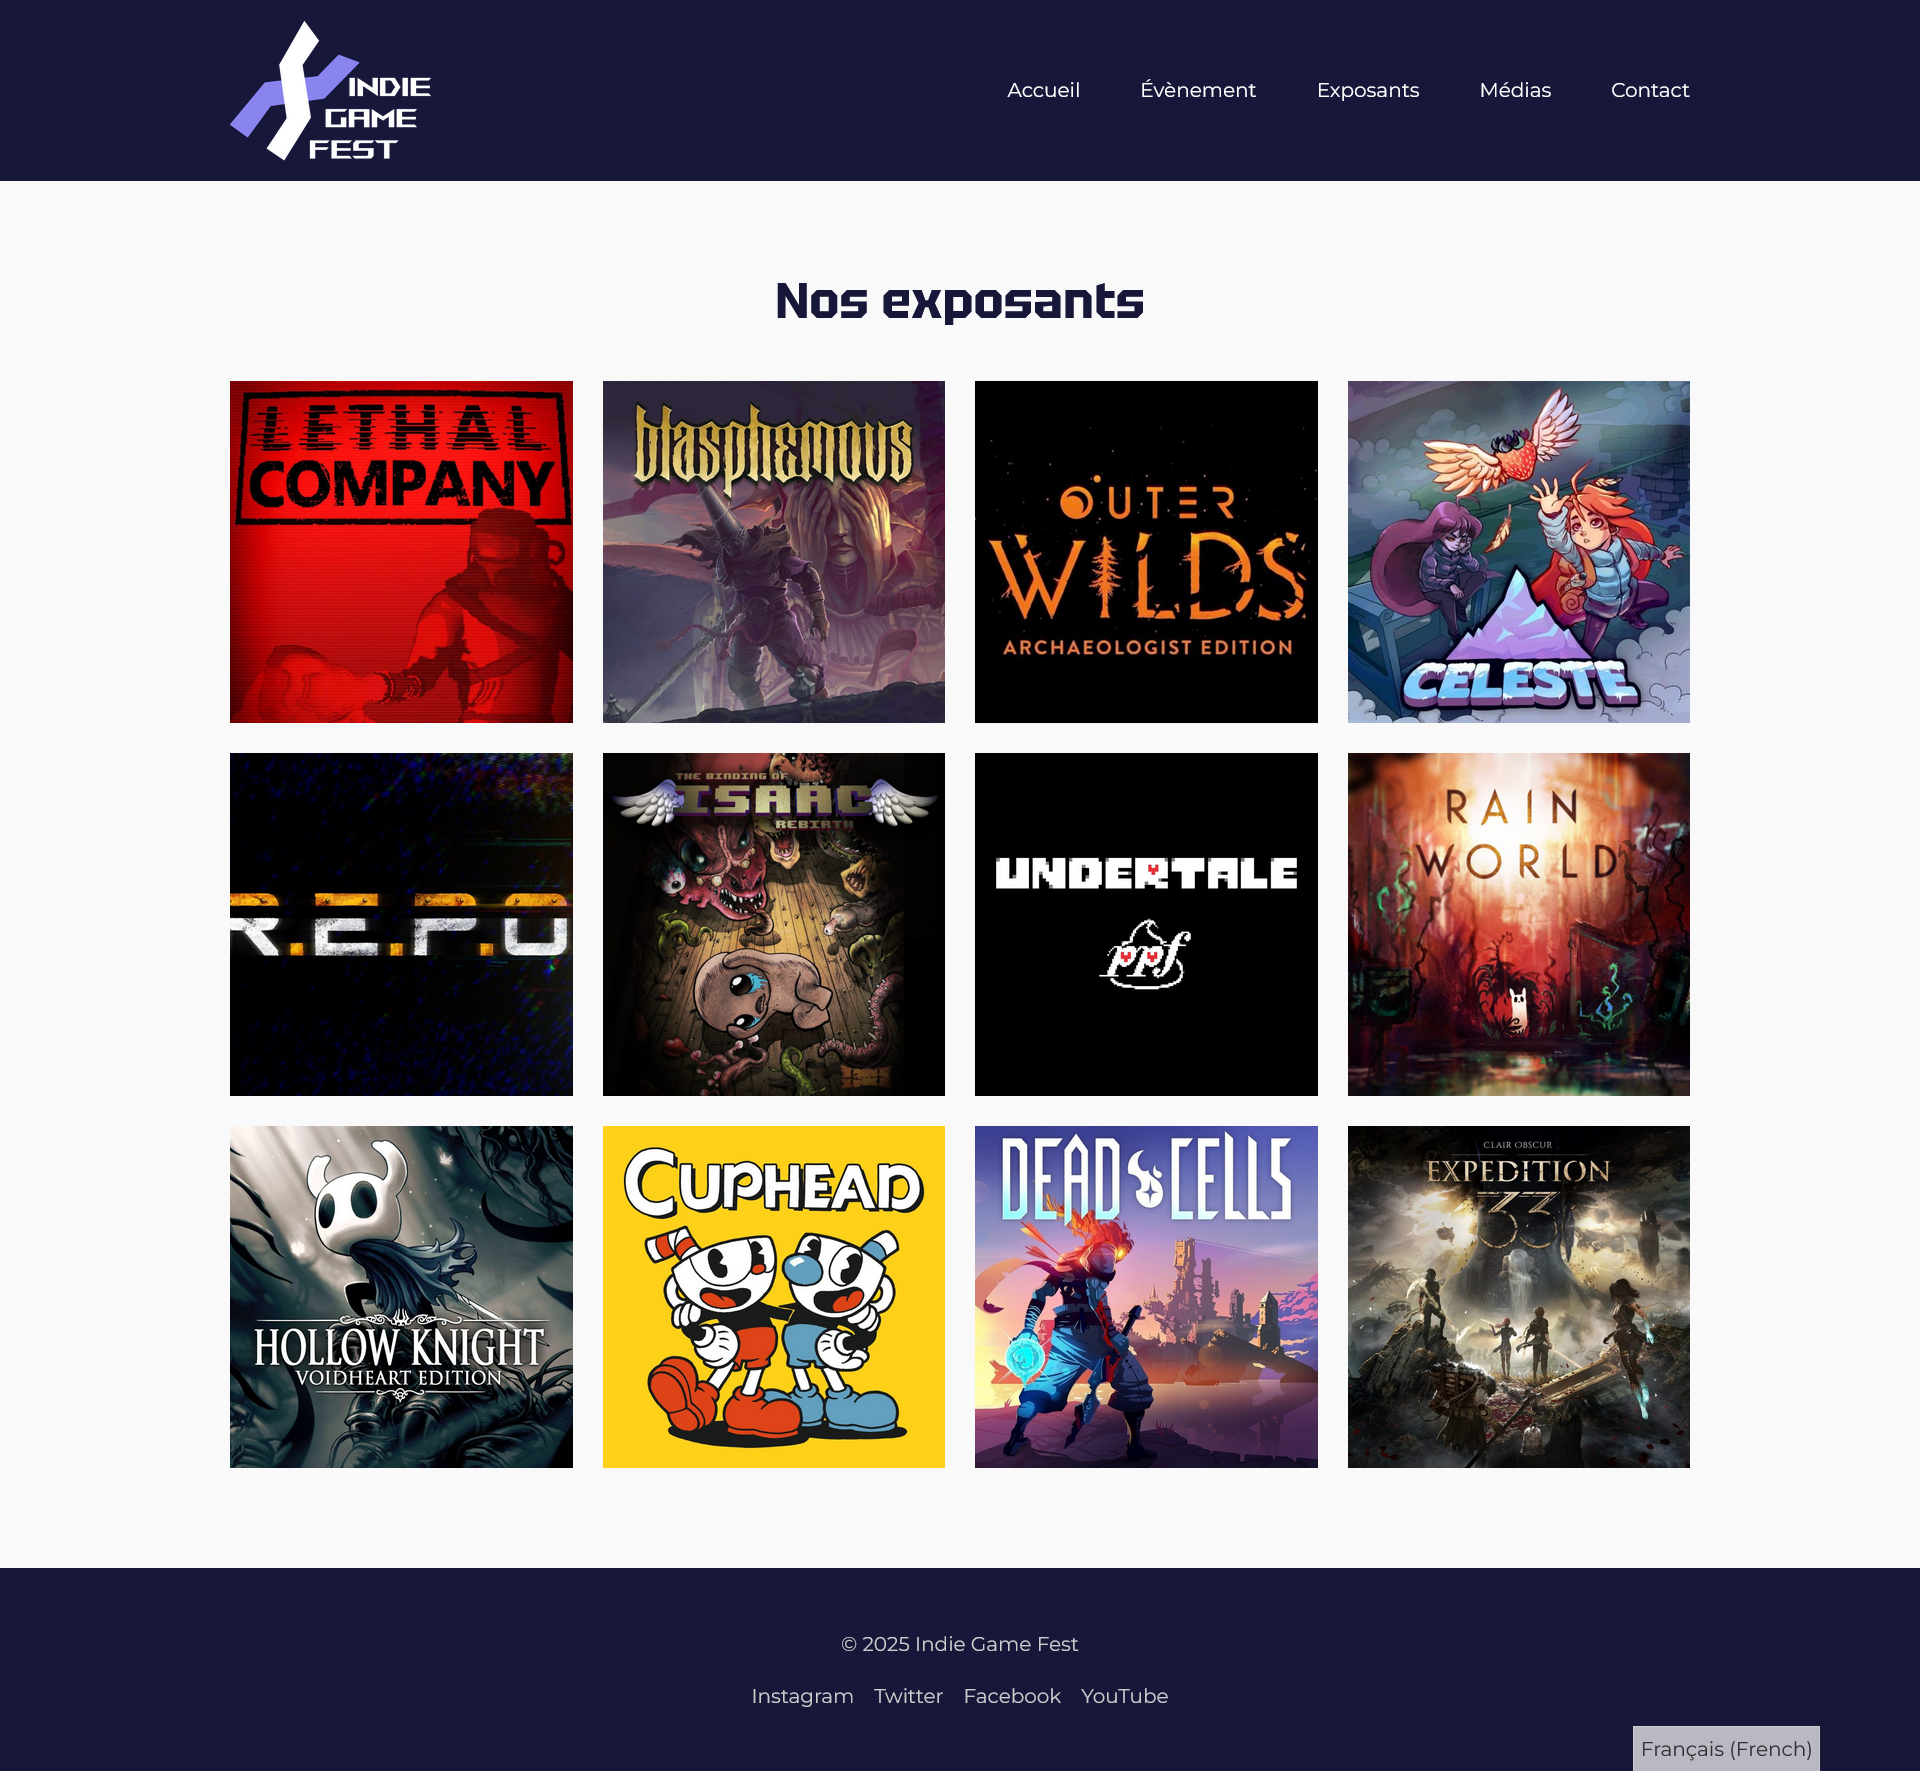 INDIE
GAME
FEST
Accueil
Évènement
Exposants
Médias
Contact
Nos exposants
LETHAL
COMPANY
blasphemous
OUTER
WILDS
ARCHAEOLOGIST EDITION
CELESTE
R.E.P.O
THE BINDING OF
ISAAC
REBIRTH
UNDERTALE
ppf
RAIN
WORLD
HOLLOW KNIGHT
VOIDHEART EDITION
CUPHEAD
DEAD CELLS
CLAIR OBSCUR
EXPEDITION
33
© 2025 Indie Game Fest
Instagram
Twitter
Facebook
YouTube
Français (French)